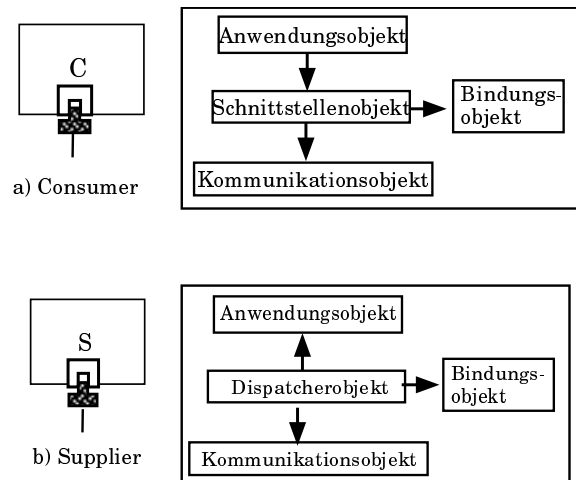 C
a) Consumer
Anwendungsobjekt
Schnittstellenobjekt
Bindungs-
objekt
Kommunikationsobjekt
S
b) Supplier
Anwendungsobjekt
Dispatcherobjekt
Bindungs-
objekt
Kommunikationsobjekt